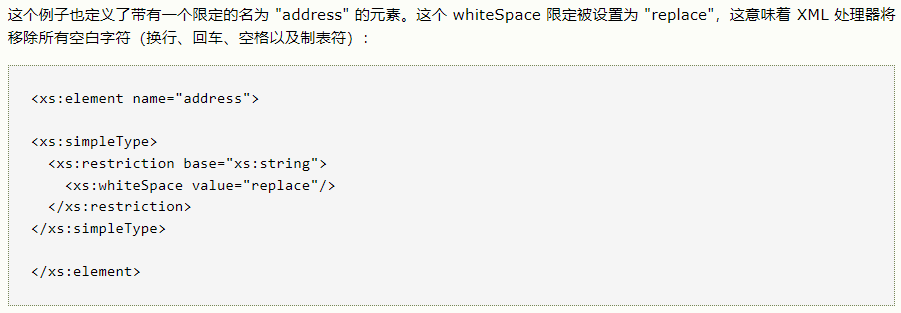 这个例子也定义了带有一个限定的名为 "address" 的元素。这个 whiteSpace 限定被设置为 "replace"，这意味着 XML 处理器将
移除所有空白字符（换行、回车、空格以及制表符）：
<xs:element name="address">
<xs:simpleType>
  <xs:restriction base="xs:string">
    <xs:whiteSpace value="replace"/>
  </xs:restriction>
</xs:simpleType>
</xs:element>